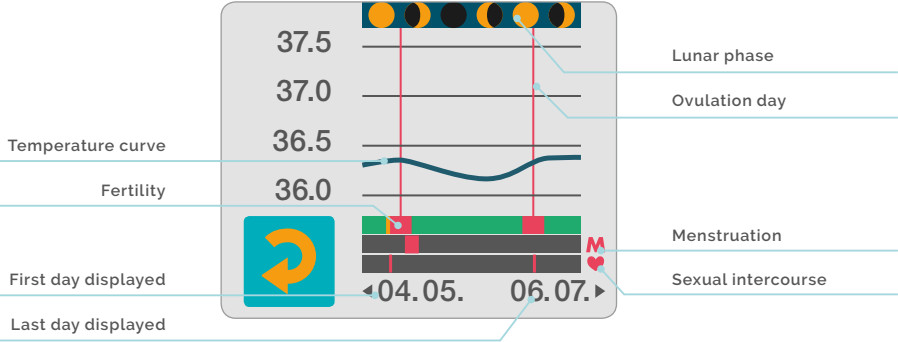 37.5
Lunar phase
37.0
Ovulation day
36.5
Temperature curve
36.0
Fertility
Menstruation
M
First day displayed
Sexual intercourse
04.05.
06.07.
Last day displayed